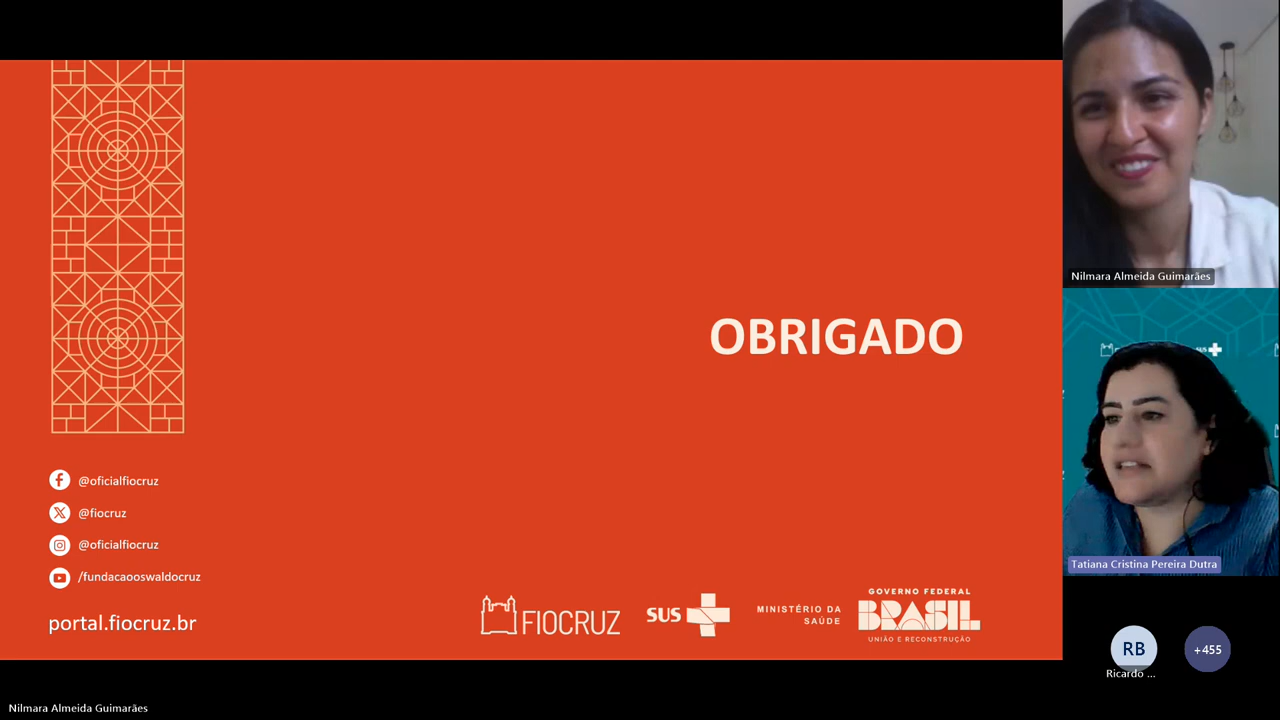 OBRIGADO
@oficialfiocruz
@fiocruz
@oficialfiocruz
/fundacaooswaldocruz
portal.fiocruz.br
FIOCRUZ
SUS
MINISTÉRIO DA
SAÚDE
GOVERNO FEDERAL
BRASIL
UNIÃO E RECONSTRUÇÃO
Nilmara Almeida Guimarães
SUS
Tatiana Cristina Pereira Dutra
RB
+455
Ricardo ...
Nilmara Almeida Guimarães